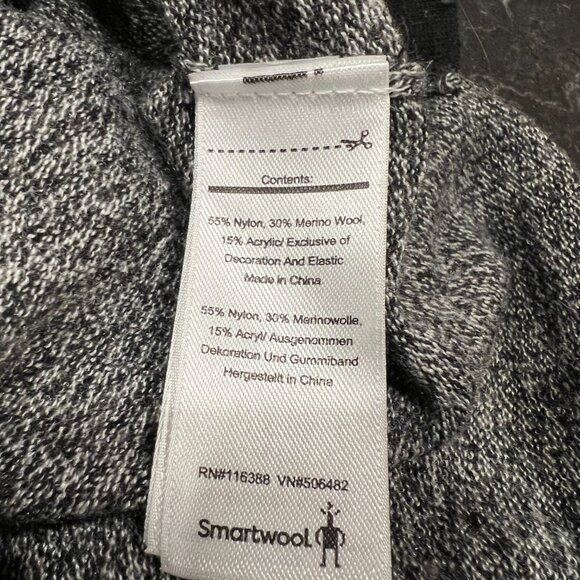 Contents:
55% Nylon, 30% Merino Wool,
15% Acrylic/ Exclusive of
Decoration And Elastic
Made in China
55% Nylon, 30% Merinowolle,
15% Acryl/ Ausgenommen
Dekoration Und Gummiband
Hergestellt in China
RN#116388 VN#506482
Smartwool